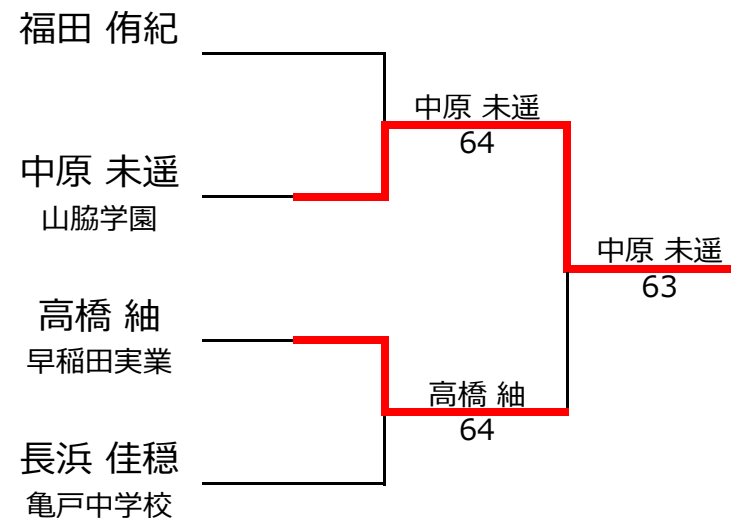 福田 侑紀
中原 未遥
山脇学園
高橋 紬
早稲田実業
長浜 佳穏
亀戸中学校
中原 未遥
64
高橋 紬
64
中原 未遥
63